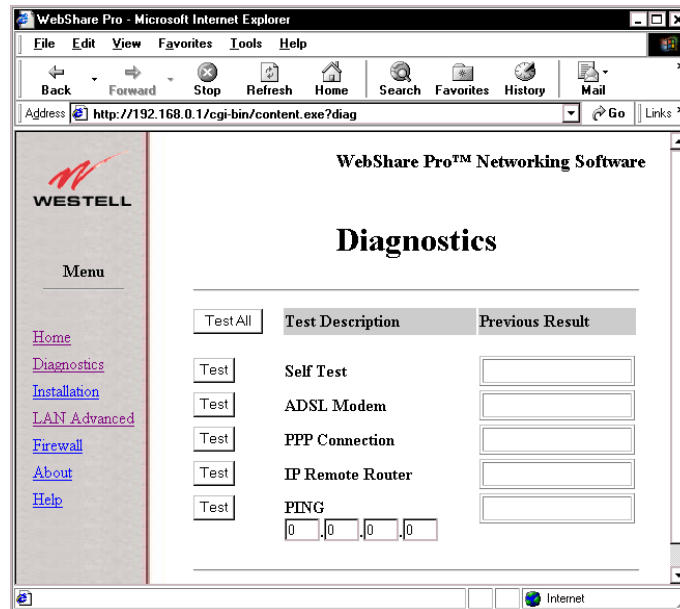 WebShare Pro - Microsoft Internet Explorer
File Edit View Favorites Tools Help
Back Forward Stop Refresh Home Search Favorites History Mail
Address http://192.168.0.1/cgi-bin/content.exe?diag Go Links
WESTELL
WebShare Pro™ Networking Software
Diagnostics
Menu
Home
Diagnostics
Installation
LAN Advanced
Firewall
About
Help
Test All Test Description Previous Result
Test Self Test
Test ADSL Modem
Test PPP Connection
Test IP Remote Router
Test PING
0 .0 .0 .0
Internet